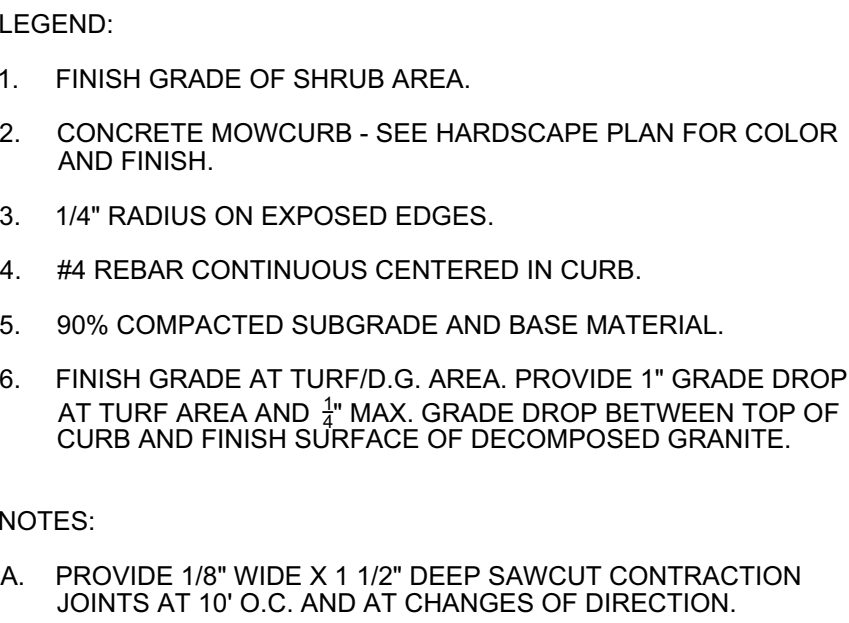 LEGEND:
1. FINISH GRADE OF SHRUB AREA.
2. CONCRETE MOWCURB - SEE HARDSCAPE PLAN FOR COLOR
AND FINISH.
3. 1/4" RADIUS ON EXPOSED EDGES.
4. #4 REBAR CONTINUOUS CENTERED IN CURB.
5. 90% COMPACTED SUBGRADE AND BASE MATERIAL.
6. FINISH GRADE AT TURF/D.G. AREA. PROVIDE 1" GRADE DROP
AT TURF AREA AND 1/4" MAX. GRADE DROP BETWEEN TOP OF
CURB AND FINISH SURFACE OF DECOMPOSED GRANITE.
NOTES:
A. PROVIDE 1/8" WIDE X 1 1/2" DEEP SAWCUT CONTRACTION
JOINTS AT 10' O.C. AND AT CHANGES OF DIRECTION.